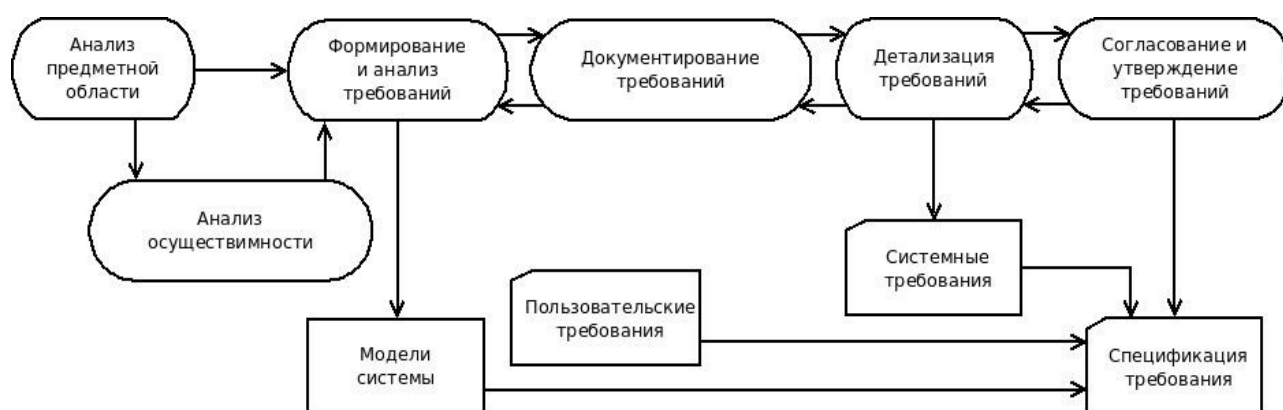 Анализ
предметной
области
Формирование
и анализ
требований
Документирование
требований
Детализация
требований
Согласование и
утверждение
требований
Анализ
осуществимности
Системные
требования
Пользовательские
требования
Модели
системы
Спецификация
требования